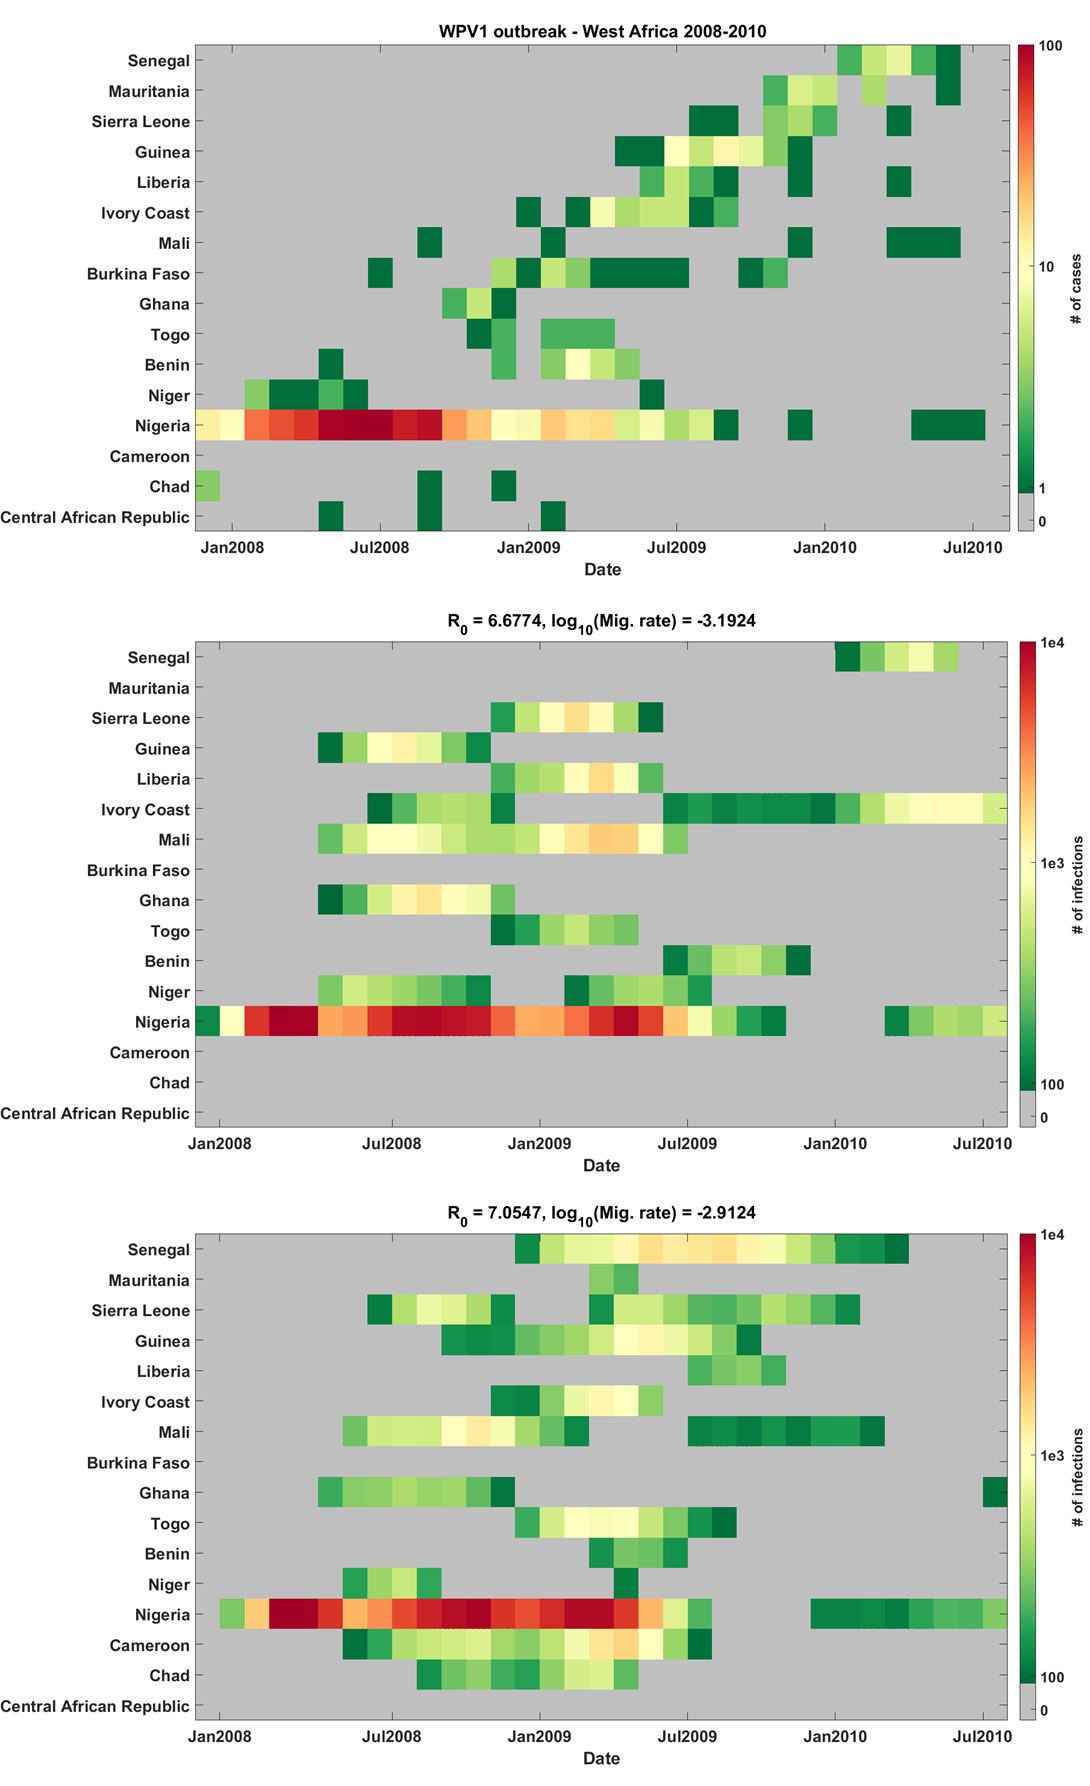 WPV1 outbreak - West Africa 2008-2010
Senegal
Mauritania
Sierra Leone
Guinea
Liberia
Ivory Coast
Mali
Burkina Faso
Ghana
Togo
Benin
Niger
Nigeria
Cameroon
Chad
Central African Republic
Jan2008 Jul2008 Jan2009 Jul2009 Jan2010 Jul2010
Date
100
10
1
0
# of cases
R0 = 6.6774, log10(Mig. rate) = -3.1924
Senegal
Mauritania
Sierra Leone
Guinea
Liberia
Ivory Coast
Mali
Burkina Faso
Ghana
Togo
Benin
Niger
Nigeria
Cameroon
Chad
Central African Republic
Jan2008 Jul2008 Jan2009 Jul2009 Jan2010 Jul2010
Date
1e4
1e3
100
0
# of infections
R0 = 7.0547, log10(Mig. rate) = -2.9124
Senegal
Mauritania
Sierra Leone
Guinea
Liberia
Ivory Coast
Mali
Burkina Faso
Ghana
Togo
Benin
Niger
Nigeria
Cameroon
Chad
Central African Republic
Jan2008 Jul2008 Jan2009 Jul2009 Jan2010 Jul2010
Date
1e4
1e3
100
0
# of infections